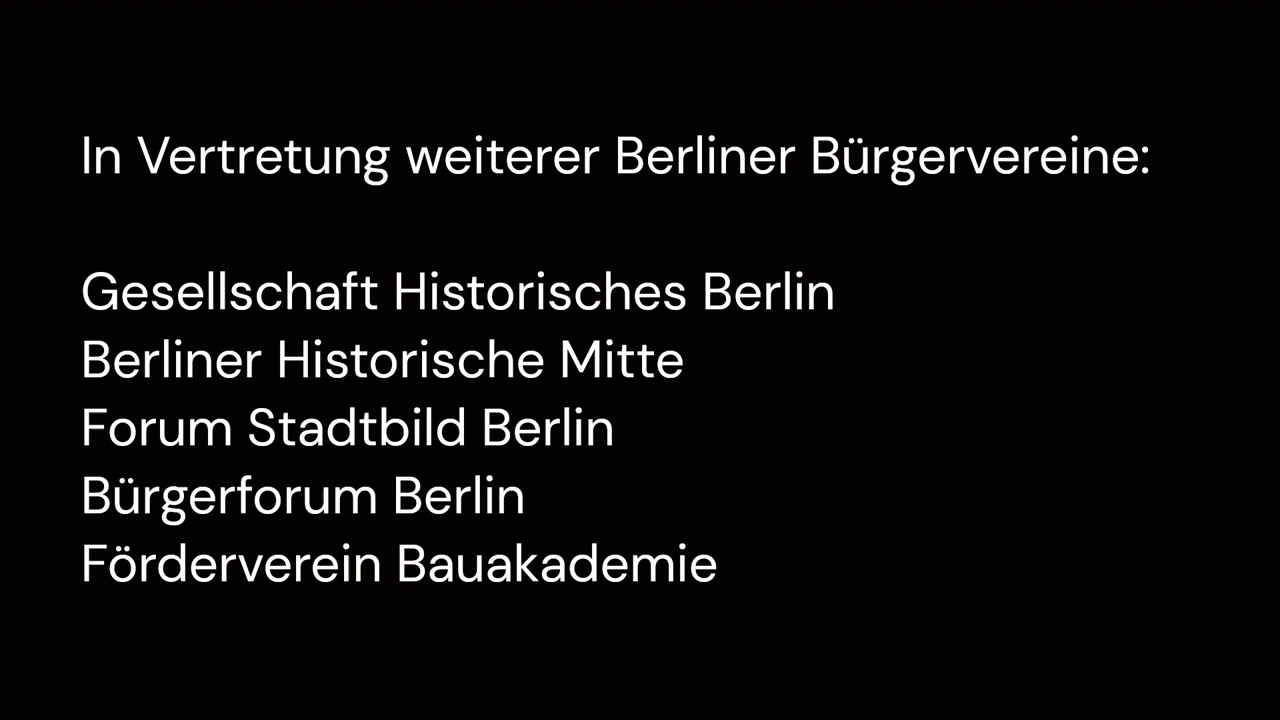 In Vertretung weiterer Berliner Bürgervereine:
Gesellschaft Historisches Berlin
Berliner Historische Mitte
Forum Stadtbild Berlin
Bürgerforum Berlin
Förderverein Bauakademie